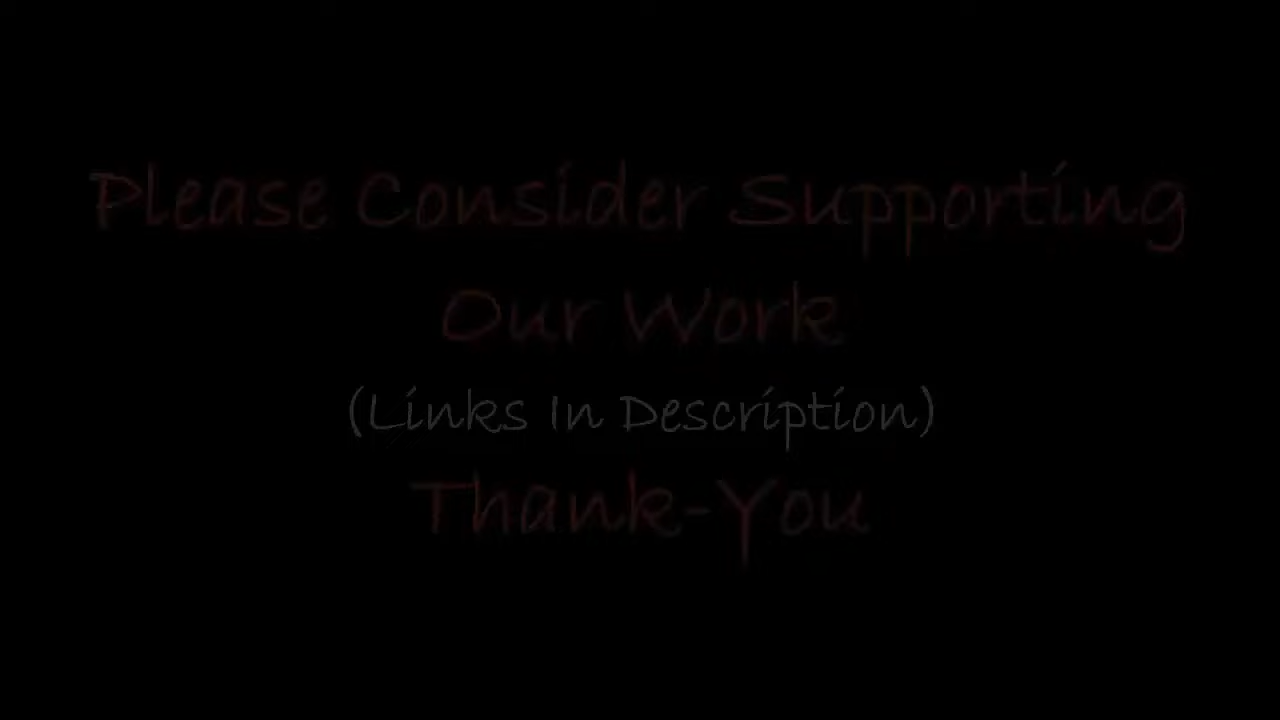 Please Consider Supporting
Our Work
(Links In Description)
Thank-You